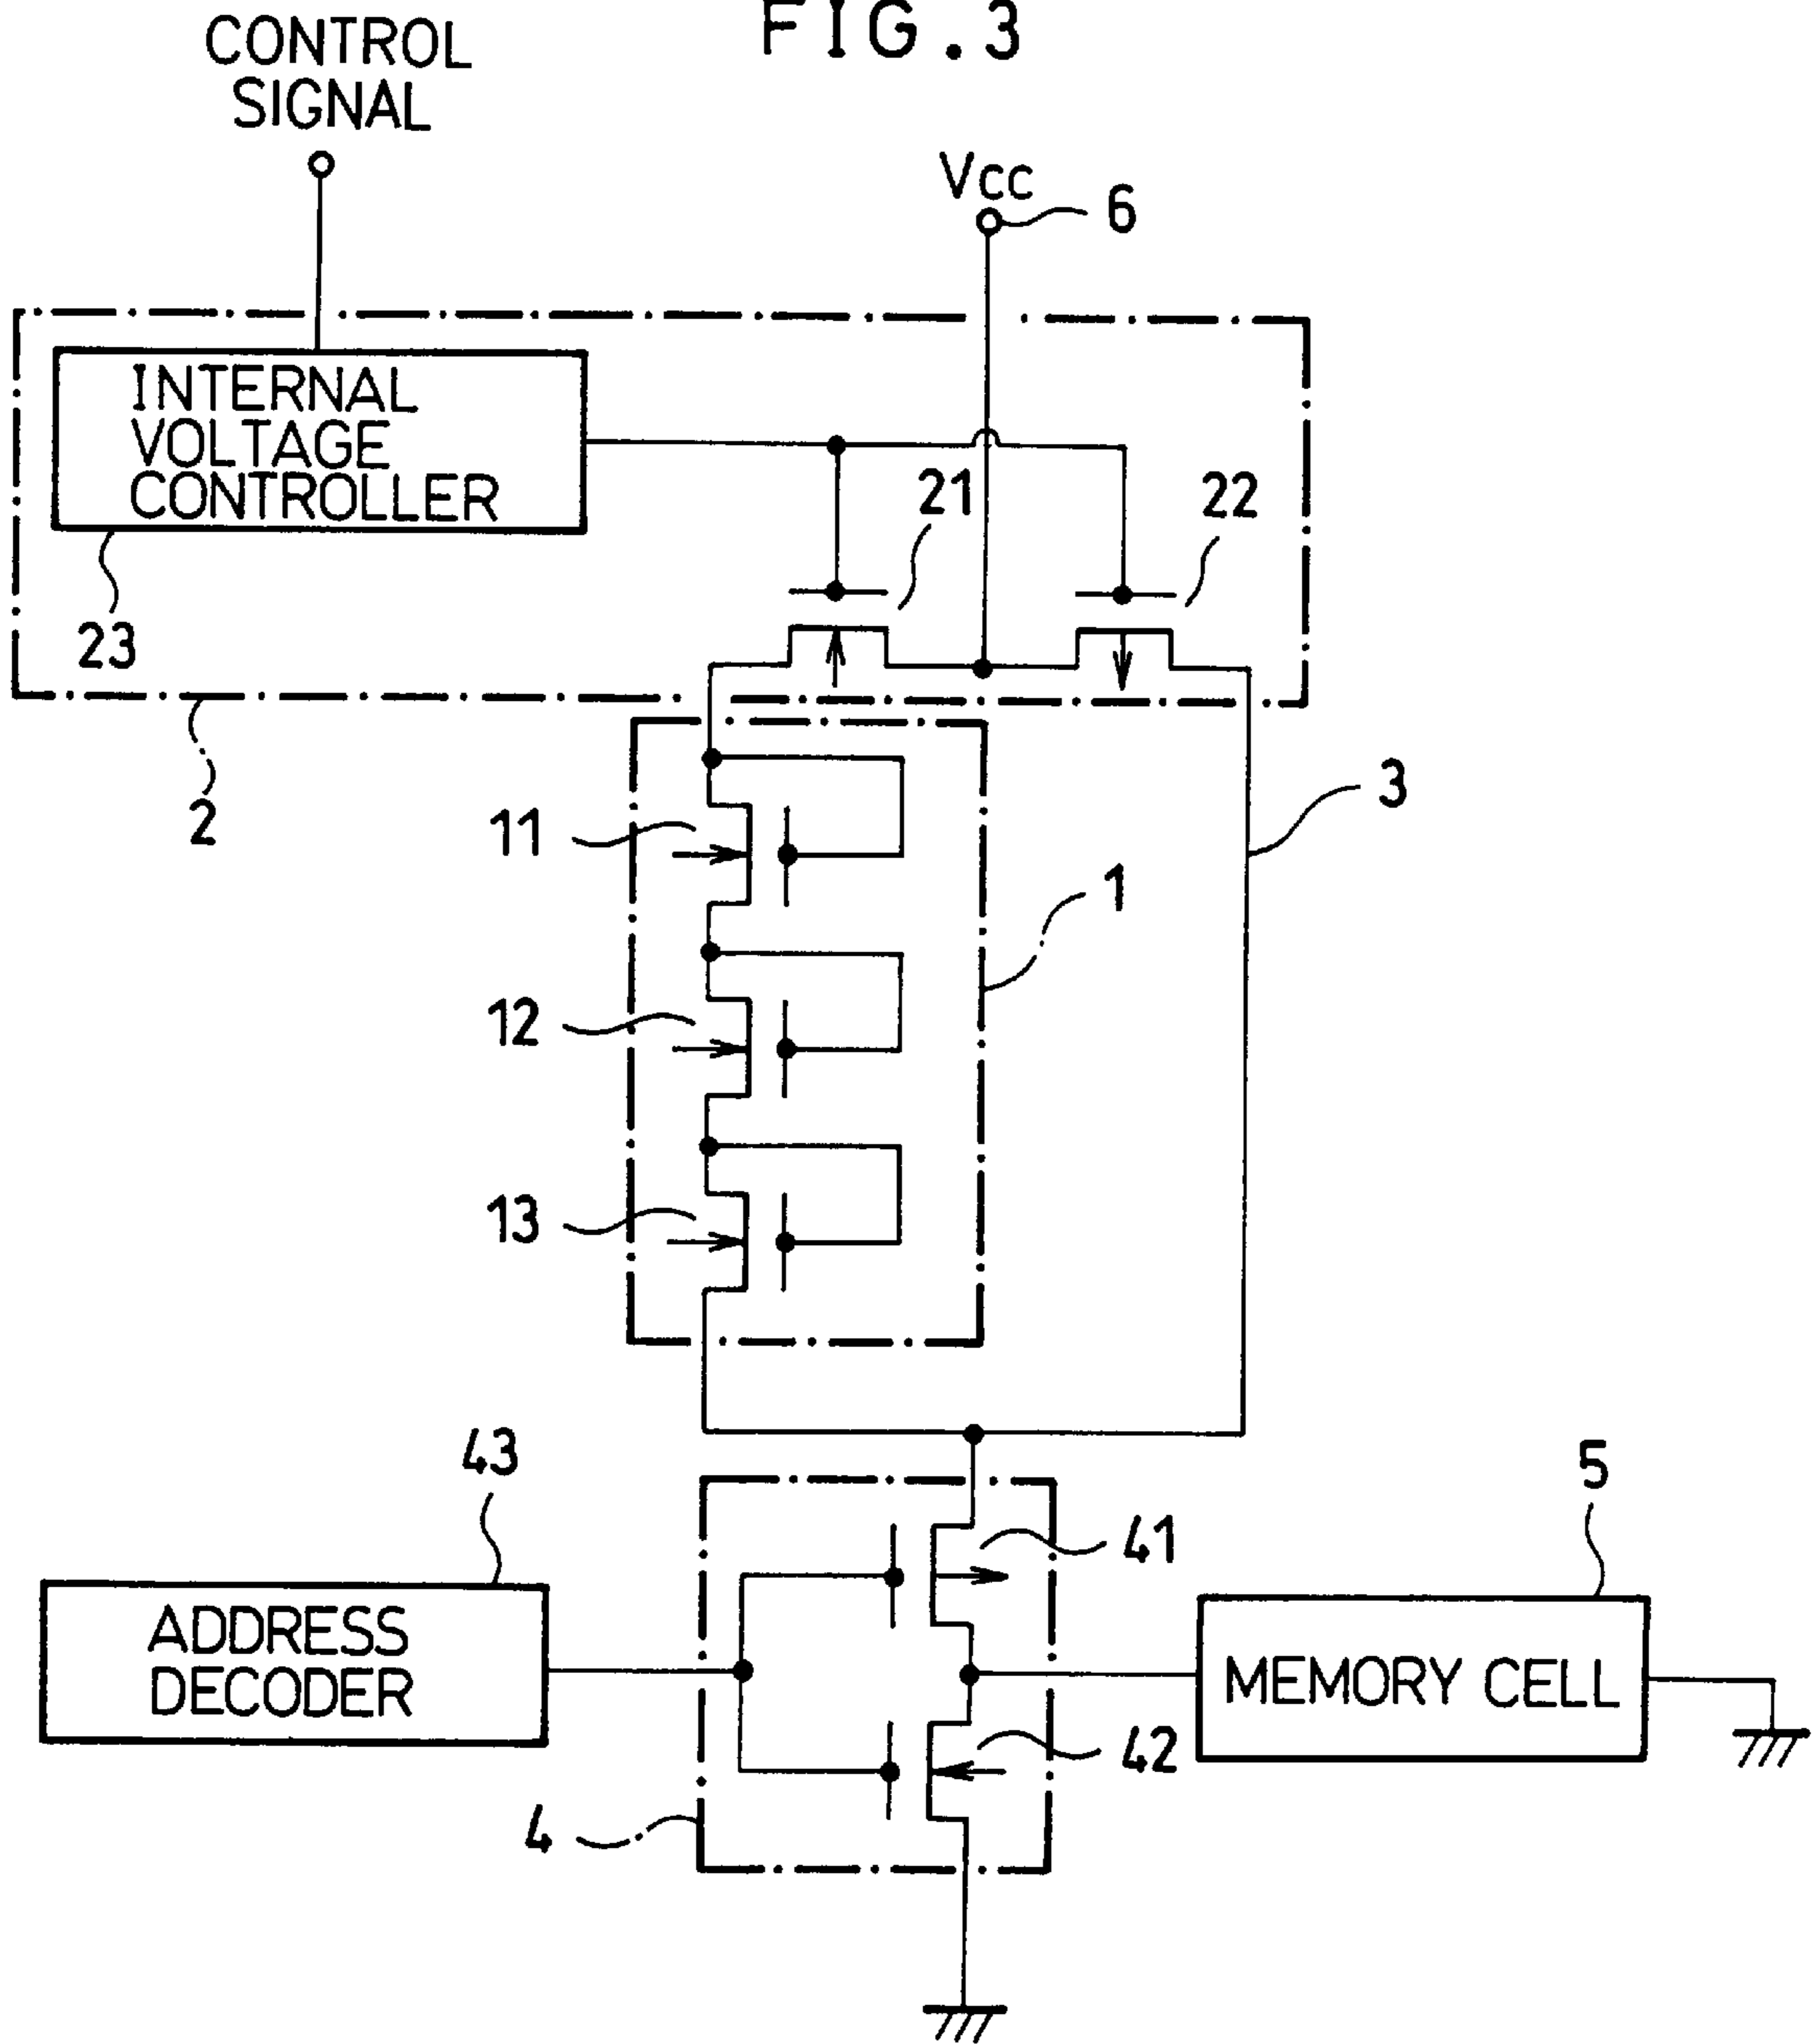 FIG.3
CONTROL
SIGNAL
Vcc
6
INTERNAL
VOLTAGE
CONTROLLER
21
22
23
2
3
11
1
12
13
43
5
41
ADDRESS
DECODER
MEMORY CELL
42
4